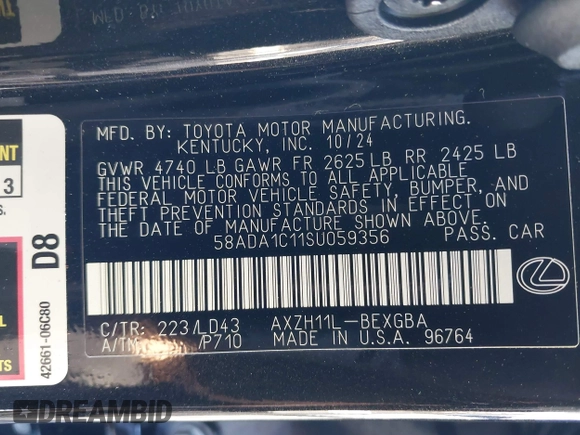 MFD. BY: TOYOTA MOTOR MANUFACTURING.
KENTUCKY, INC. 10/24
GVWR 4740 LB GAWR FR 2625 LB RR 2425 LB
THIS VEHICLE CONFORMS TO ALL APPLICABLE
FEDERAL MOTOR VEHICLE SAFETY, BUMPER, AND
THEFT PREVENTION STANDARDS IN EFFECT ON
THE DATE OF MANUFACTURE SHOWN ABOVE.
58ADA1C11SU059356 PASS. CAR
C/TR: 223/LD43 AXZH11L-BEXGBA
A/TM: /P710 MADE IN U.S.A. 96764
D8
42661-06C80
3
DREAMBID